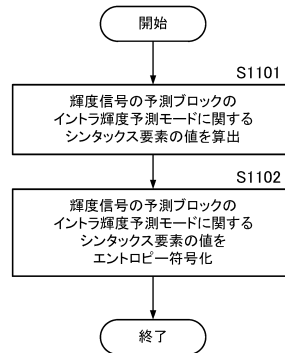 開始
S1101
輝度信号の予測ブロックの
イントラ輝度予測モードに関する
シンタックス要素の値を算出
S1102
輝度信号の予測ブロックの
イントラ輝度予測モードに関する
シンタックス要素の値を
エントロピー符号化
終了